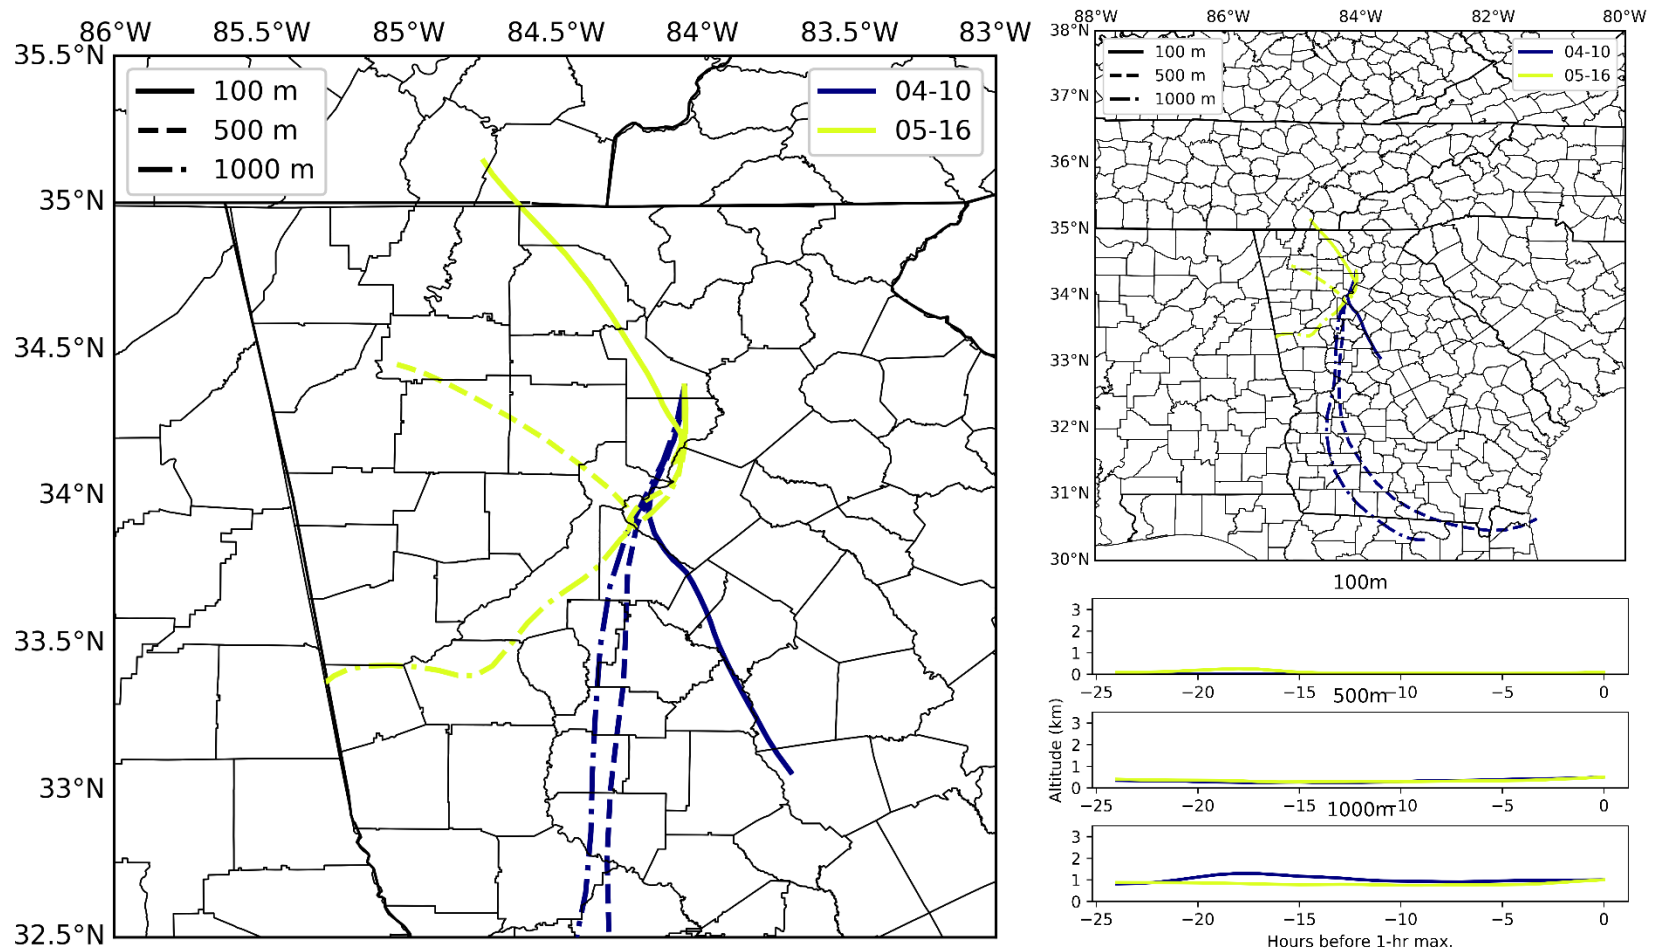 86°W 85.5°W 85°W 84.5°W 84°W 83.5°W 83°W
35.5°N
35°N
34.5°N
34°N
33.5°N
33°N
32.5°N
100 m
500 m
1000 m
04-10
05-16
88°W 86°W 84°W 82°W 80°W
38°N
37°N
36°N
35°N
34°N
33°N
32°N
31°N
30°N
100 m
500 m
1000 m
04-10
05-16
100m
3
2
1
0
−25 −20 −15 −10 −5 0
500m
Altitude (km)
3
2
1
0
−25 −20 −15 −10 −5 0
1000m
3
2
1
0
−25 −20 −15 −10 −5 0
Hours before 1-hr max.